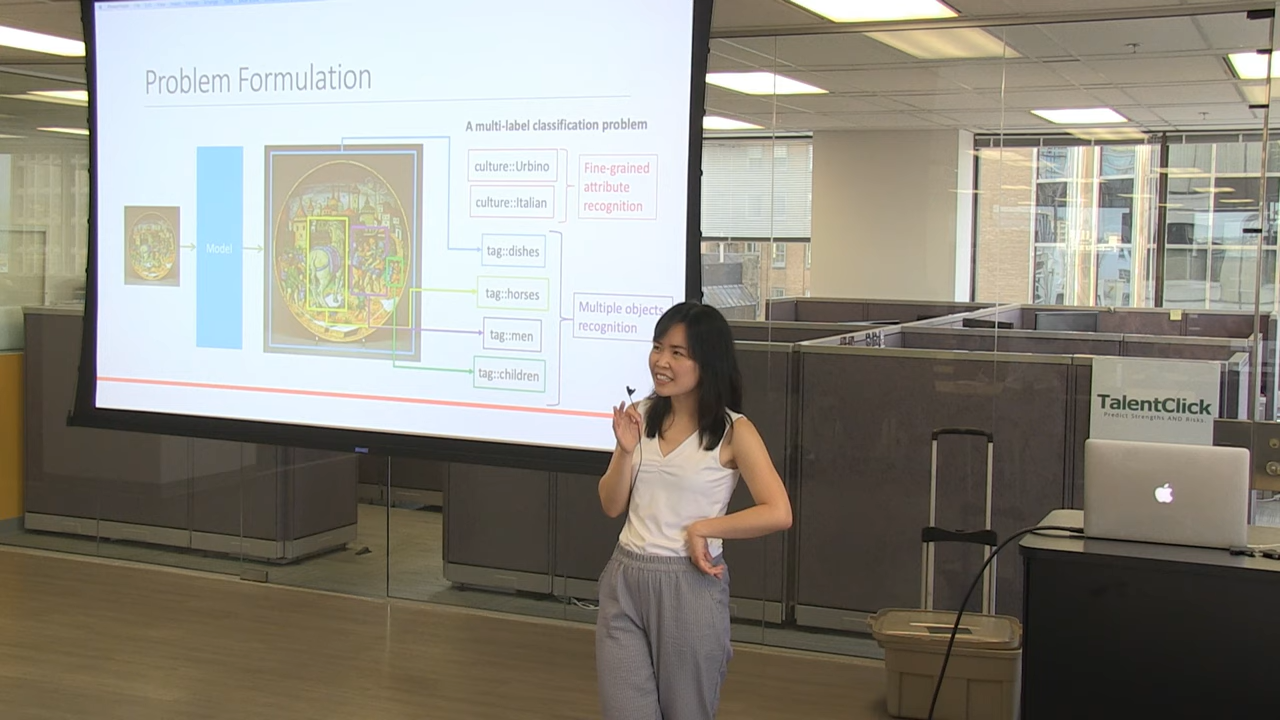 Problem Formulation
A multi-label classification problem
culture::Urbino
culture::Italian
Fine-grained
attribute
recognition
Model
tag::dishes
tag::horses
tag::men
tag::children
Multiple objects
recognition
TalentClick
Predict Strengths AND Risks